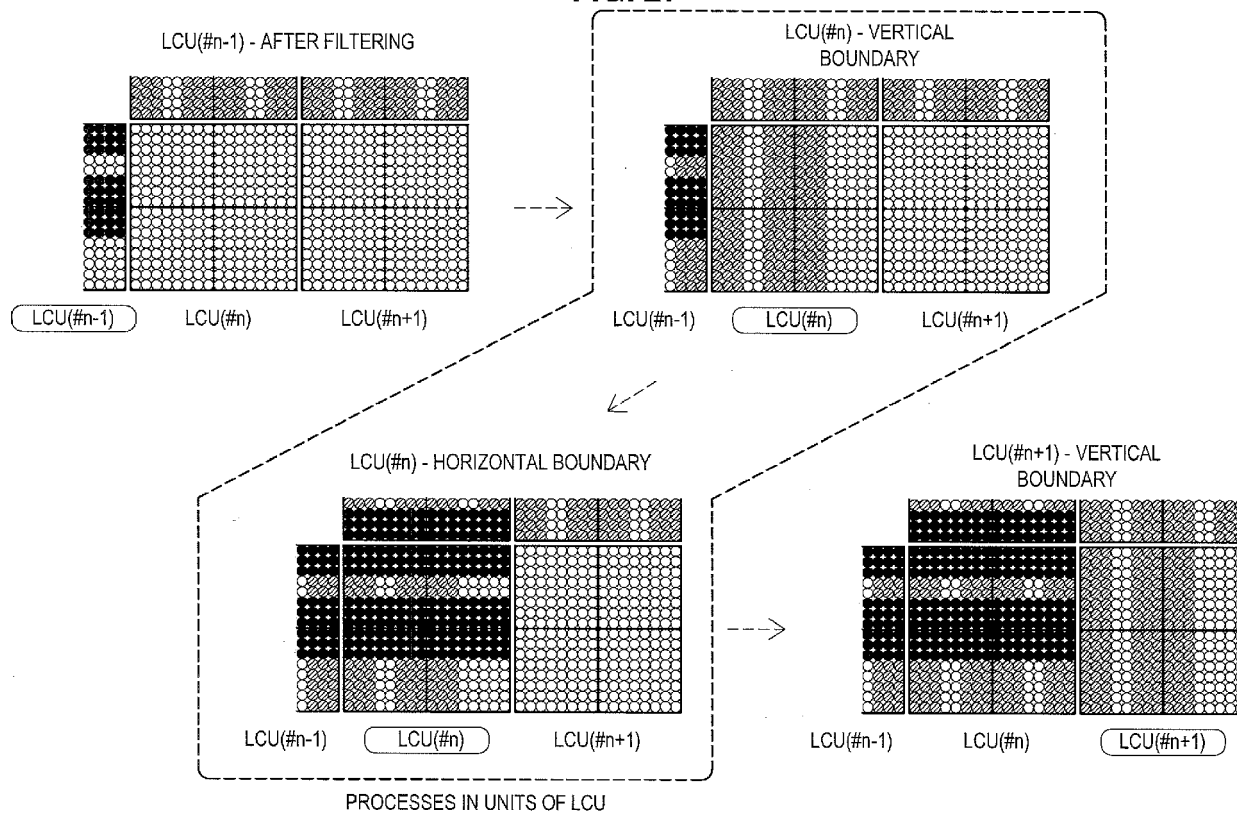 LCU(#n-1) - AFTER FILTERING
LCU(#n-1)
LCU(#n)
LCU(#n+1)
LCU(#n) - VERTICAL
BOUNDARY
LCU(#n-1)
LCU(#n)
LCU(#n+1)
LCU(#n) - HORIZONTAL BOUNDARY
LCU(#n-1)
LCU(#n)
LCU(#n+1)
PROCESSES IN UNITS OF LCU
LCU(#n+1) - VERTICAL
BOUNDARY
LCU(#n-1)
LCU(#n)
LCU(#n+1)